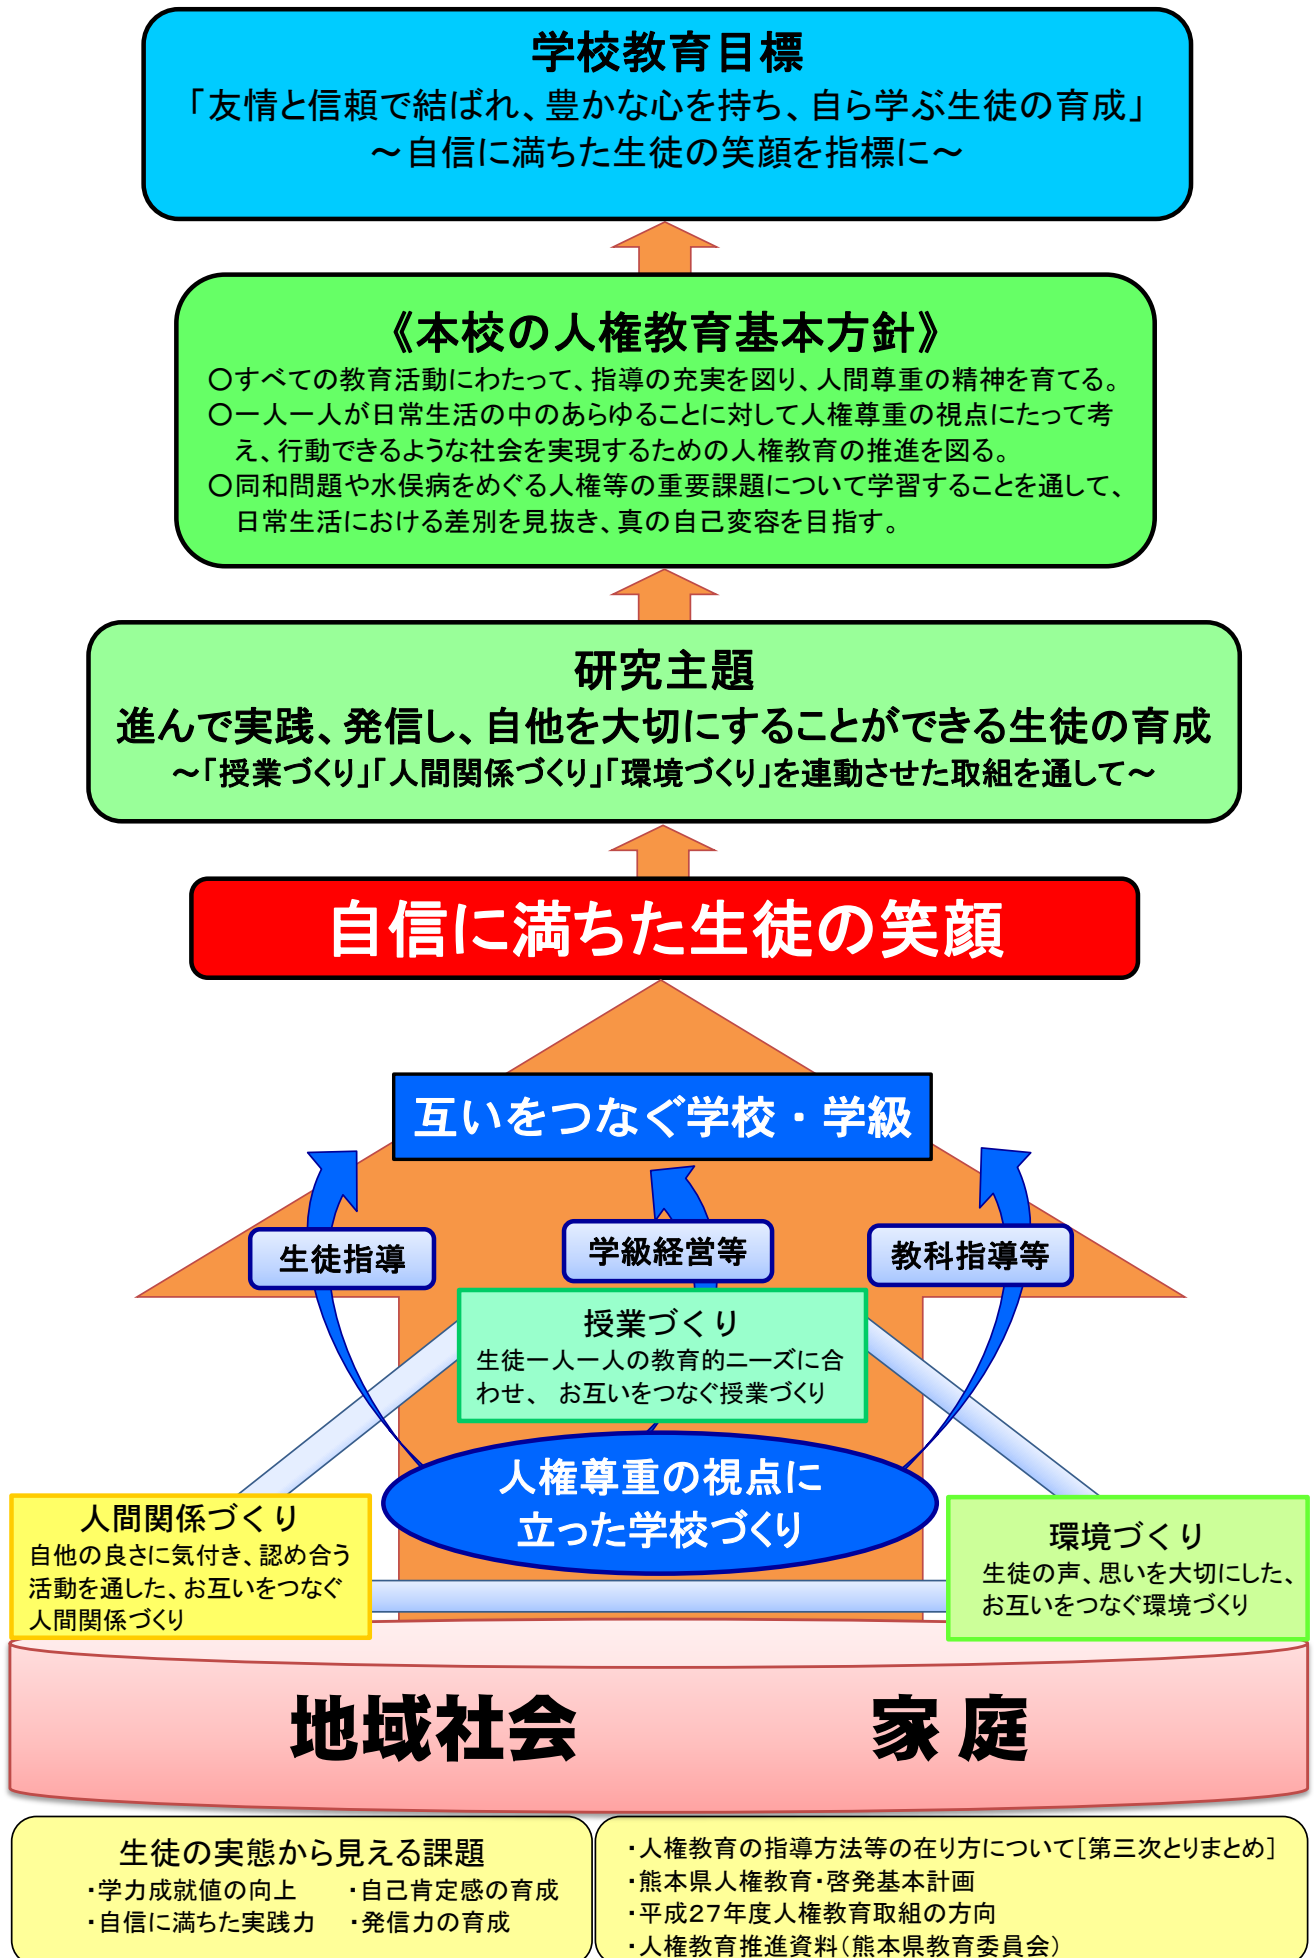 学校教育目標
「友情と信頼で結ばれ、豊かな心を持ち、自ら学ぶ生徒の育成」
～自信に満ちた生徒の笑顔を指標に～
《本校の人権教育基本方針》
○すべての教育活動にわたって、指導の充実を図り、人間尊重の精神を育てる。
○一人一人が日常生活の中のあらゆることに対して人権尊重の視点にたって考
え、行動できるような社会を実現するための人権教育の推進を図る。
○同和問題や水俣病をめぐる人権等の重要課題について学習することを通して、
日常生活における差別を見抜き、真の自己変容を目指す。
研究主題
進んで実践、発信し、自他を大切にすることができる生徒の育成
～「授業づくり」「人間関係づくり」「環境づくり」を連動させた取組を通して～
自信に満ちた生徒の笑顔
互いをつなぐ学校・学級
生徒指導
学級経営等
教科指導等
授業づくり
生徒一人一人の教育的ニーズに合
わせ、 お互いをつなぐ授業づくり
人権尊重の視点に
立った学校づくり
人間関係づくり
自他の良さに気付き、認め合う
活動を通した、お互いをつなぐ
人間関係づくり
環境づくり
生徒の声、思いを大切にした、
お互いをつなぐ環境づくり
地域社会 家庭
生徒の実態から見える課題
・学力成就値の向上 ・自己肯定感の育成
・自信に満ちた実践力 ・発信力の育成
・人権教育の指導方法等の在り方について[第三次とりまとめ]
・熊本県人権教育・啓発基本計画
・平成２７年度人権教育取組の方向
・人権教育推進資料（熊本県教育委員会）